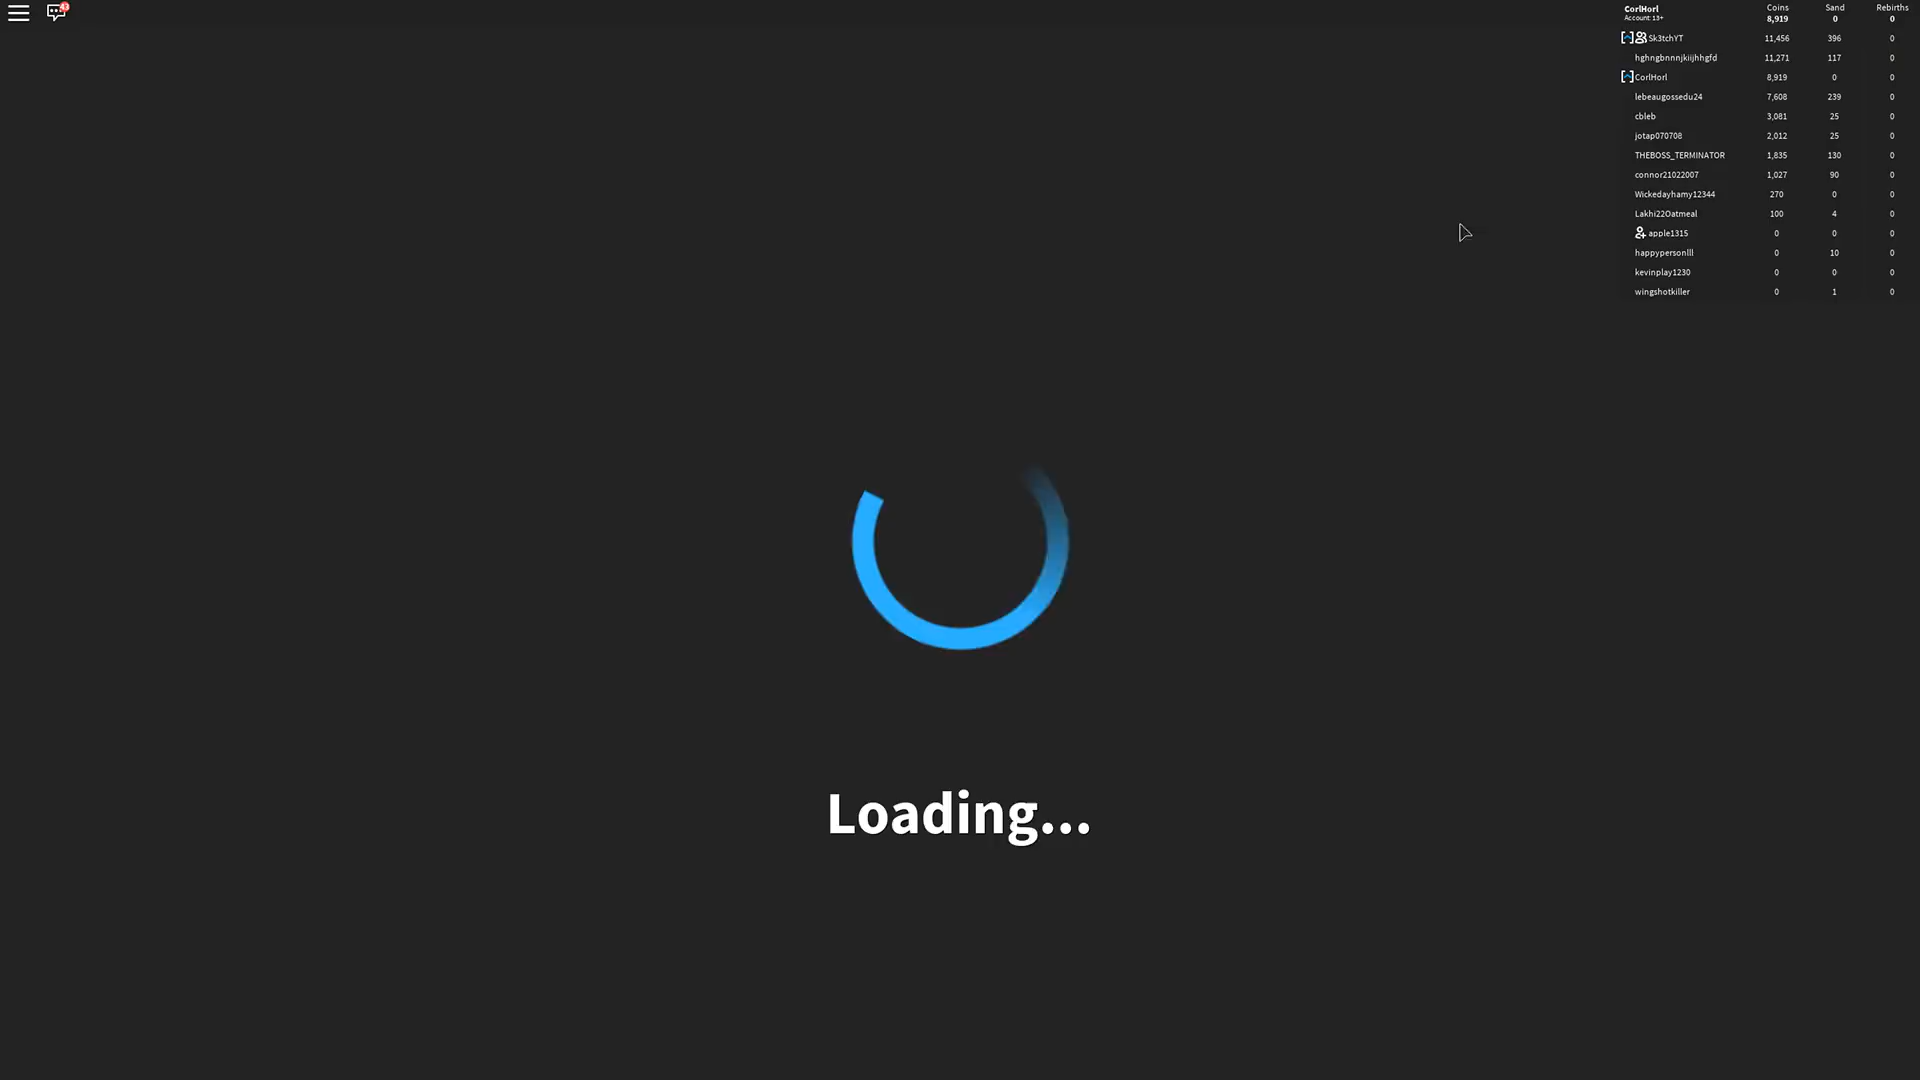 43
CorlHorl Coins Sand Rebirths
Account: 13+ 8,919 0 0
Sk3tchYT 11,456 396 0
hghngbnnnjkiijhhgfd 11,271 117 0
CorlHorl 8,919 0 0
lebeaugossedu24 7,608 239 0
cbleb 3,081 25 0
jotap070708 2,012 25 0
THEBOSS_TERMINATOR 1,835 130 0
connor21022007 1,027 90 0
Wickedayhamy12344 270 0 0
Lakhi22Oatmeal 100 4 0
apple1315 0 0 0
happypersonlll 0 10 0
kevinplay1230 0 0 0
wingshotkiller 0 1 0
Loading...